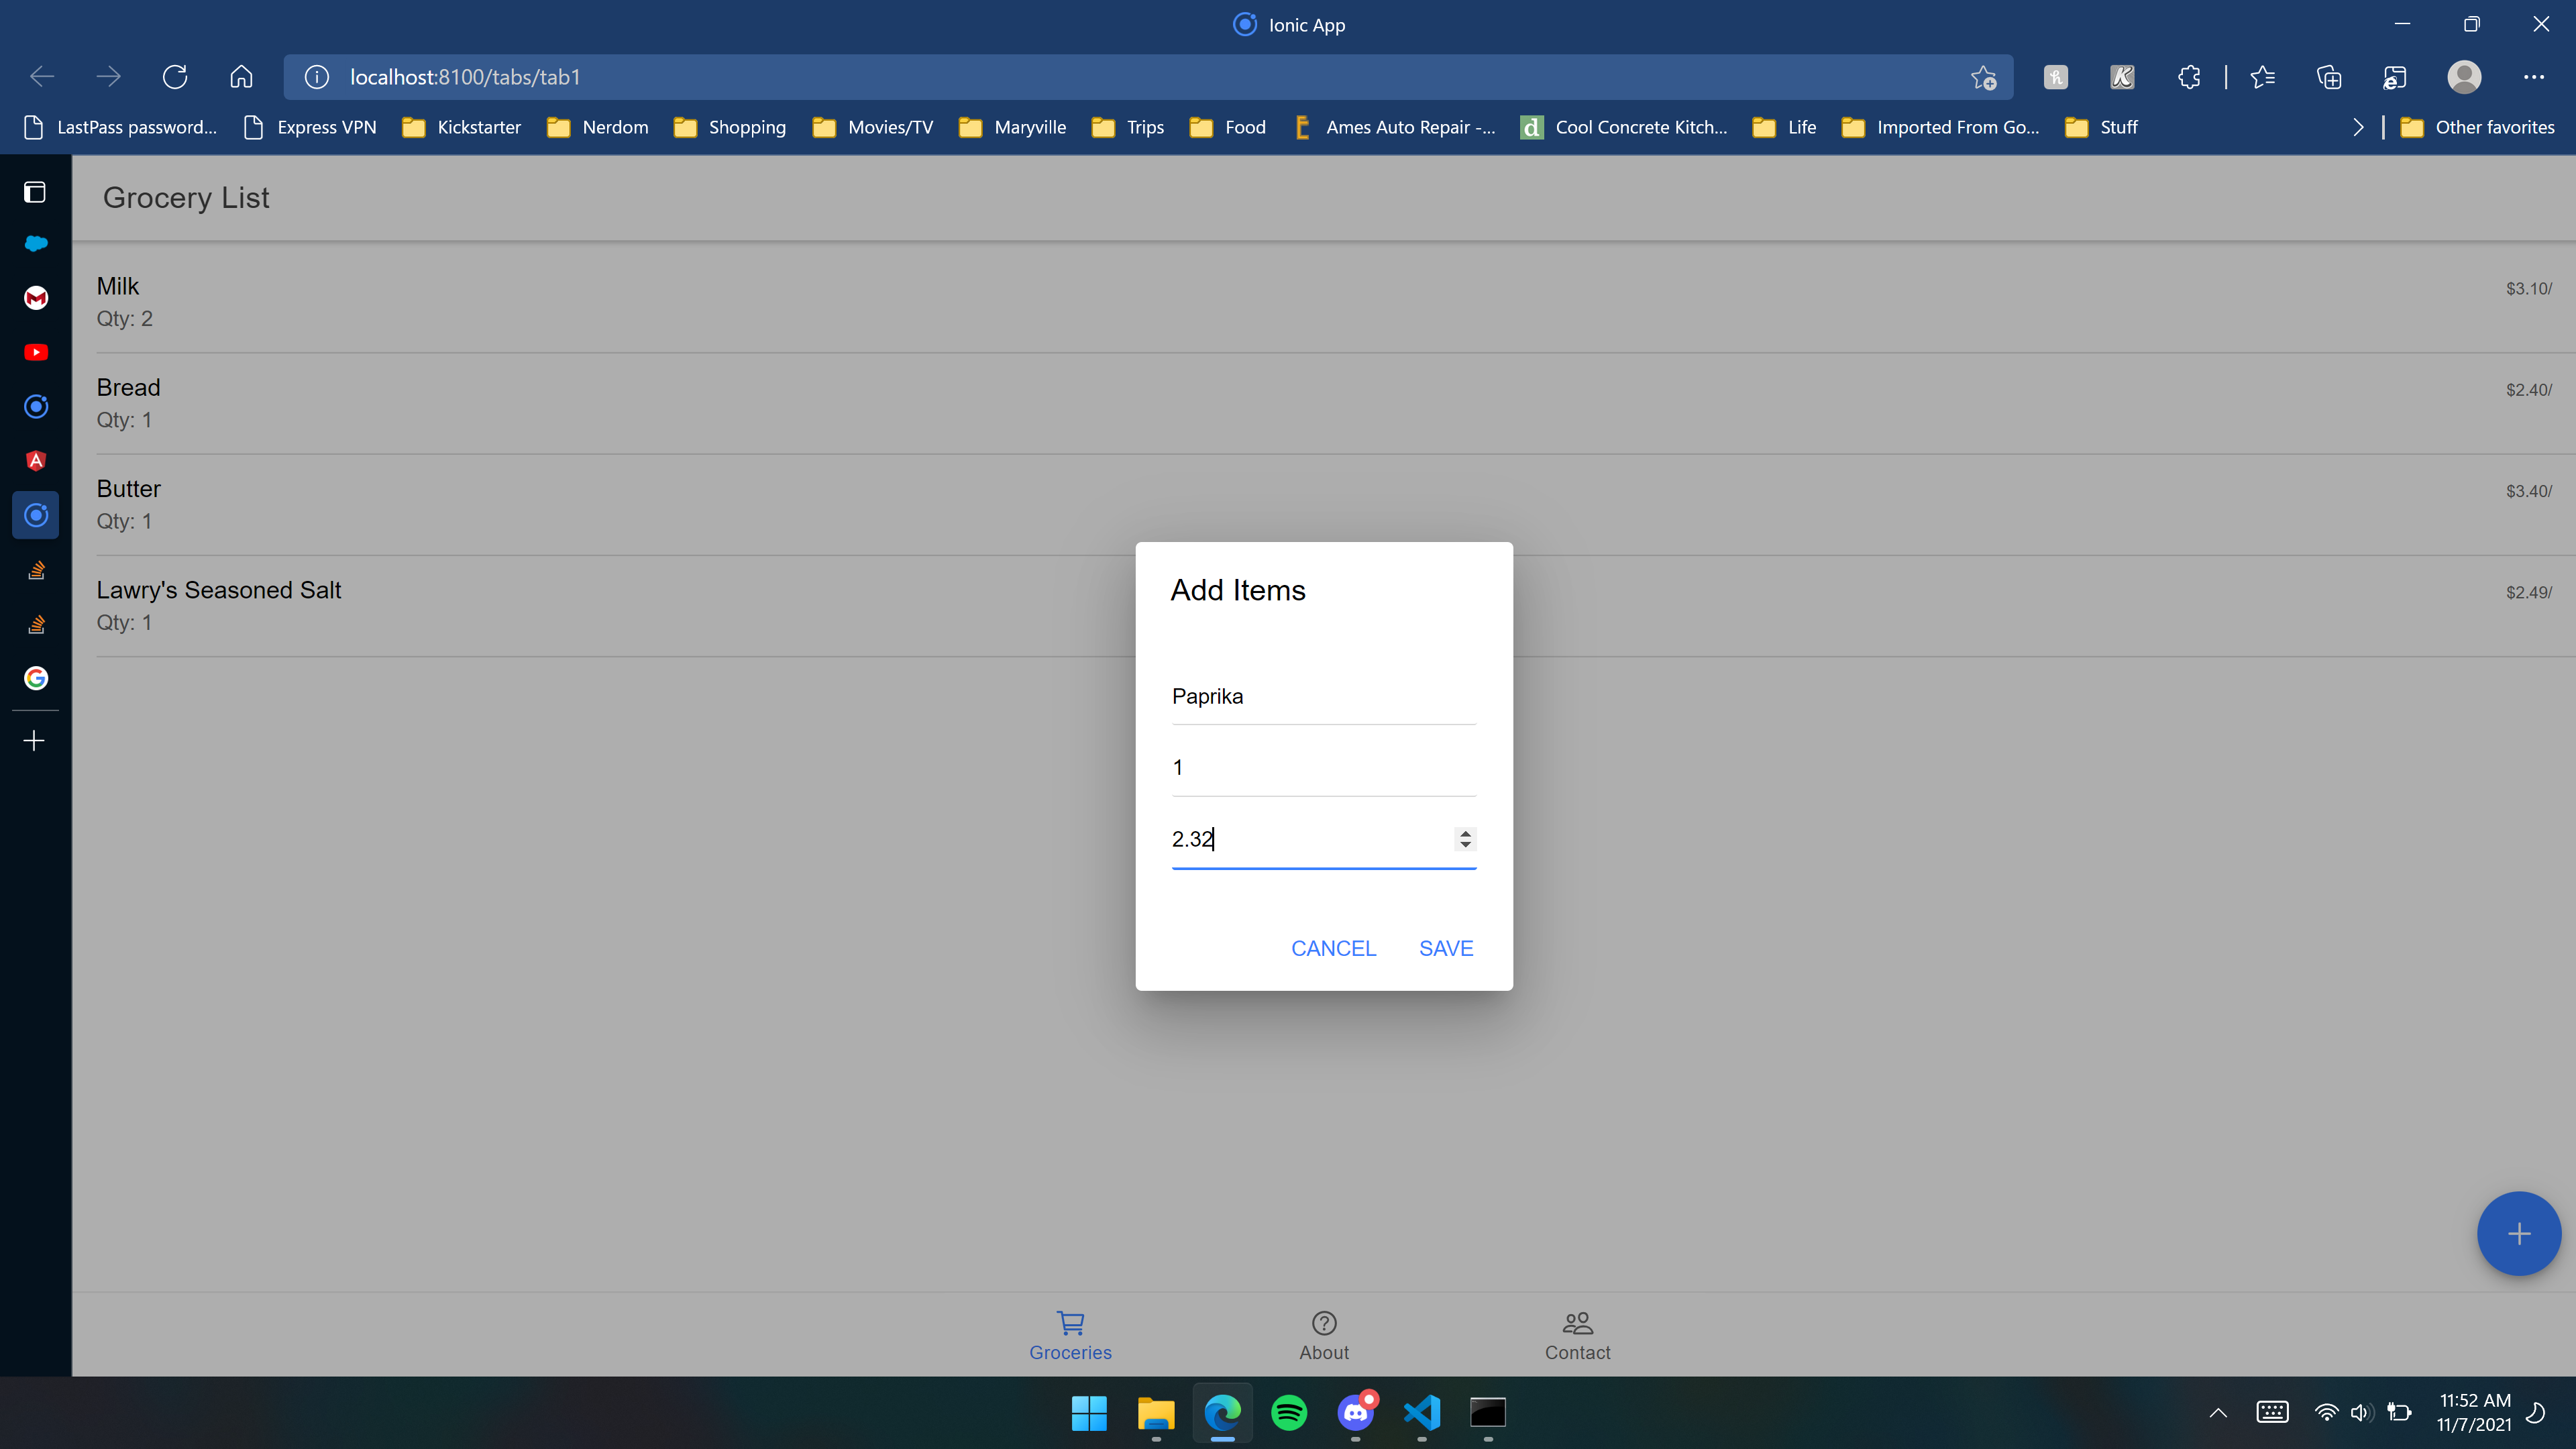 Ionic App
localhost:8100/tabs/tab1
LastPass password... Express VPN Kickstarter Nerdom Shopping Movies/TV Maryville Trips Food Ames Auto Repair -... Cool Concrete Kitch... Life Imported From Go... Stuff Other favorites
Grocery List
Milk $3.10/
Qty: 2
Bread $2.40/
Qty: 1
Butter $3.40/
Qty: 1
Lawry's Seasoned Salt $2.49/
Qty: 1
Add Items
Paprika
1
2.32
CANCEL SAVE
Groceries About Contact
11:52 AM
11/7/2021